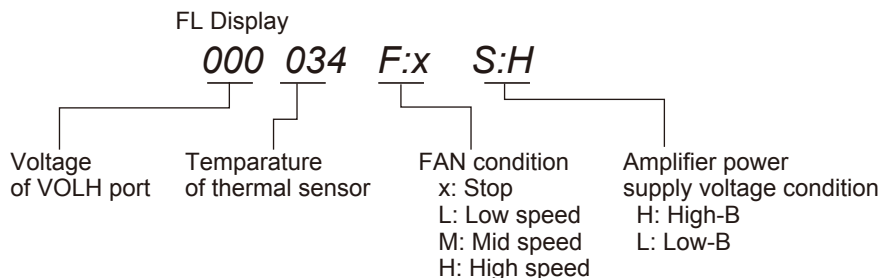 FL Display
000 034 F:x S:H
Voltage
of VOLH port
Temparature
of thermal sensor
FAN condition
x: Stop
L: Low speed
M: Mid speed
H: High speed
Amplifier power
supply voltage condition
H: High-B
L: Low-B